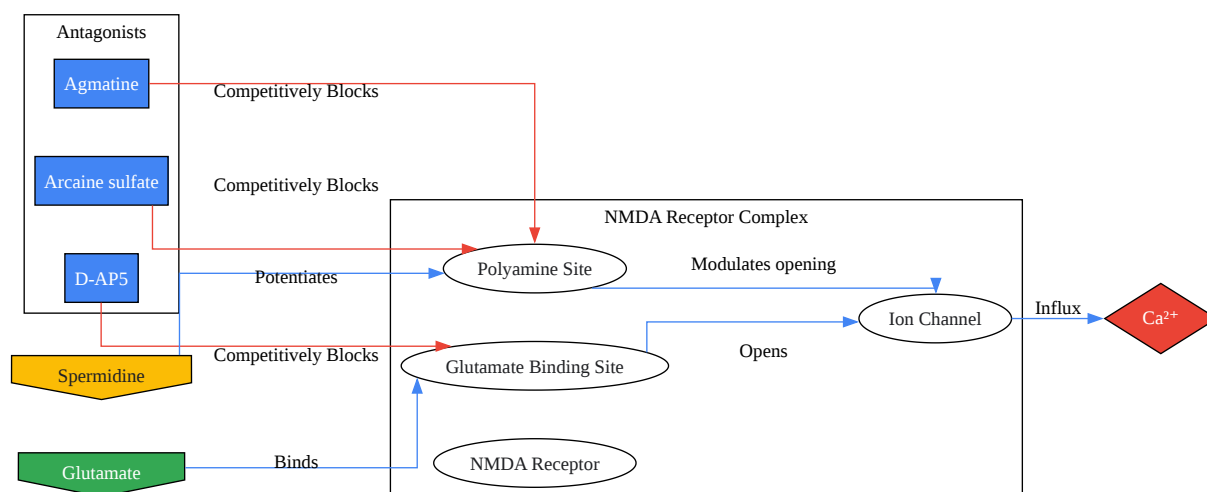 Antagonists
Agmatine
Competitively Blocks
Arcaine sulfate
Competitively Blocks
NMDA Receptor Complex
D-AP5
Potentiates
Polyamine Site
Modulates opening
Ion Channel
Influx
Ca²⁺
Competitively Blocks
Opens
Spermidine
Glutamate Binding Site
Glutamate
Binds
NMDA Receptor